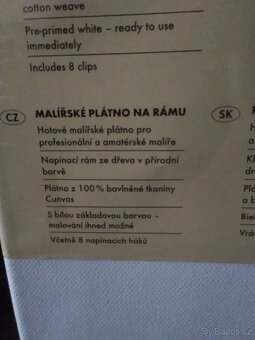 cotton weave
Pre-primed white – ready to use
immediately
Includes 8 clips
CZ
MALÍŘSKÉ PLÁTNO NA RÁMU
Hotové malířské plátno pro
profesionální a amatérské malíře
Napínací rám ze dřeva v přírodní
barvě
Plátno z 100% bavlněné tkaniny
Cunvas
S bílou základovou barvou –
malování ihned možné
Včetně 8 napínacích háků
SK